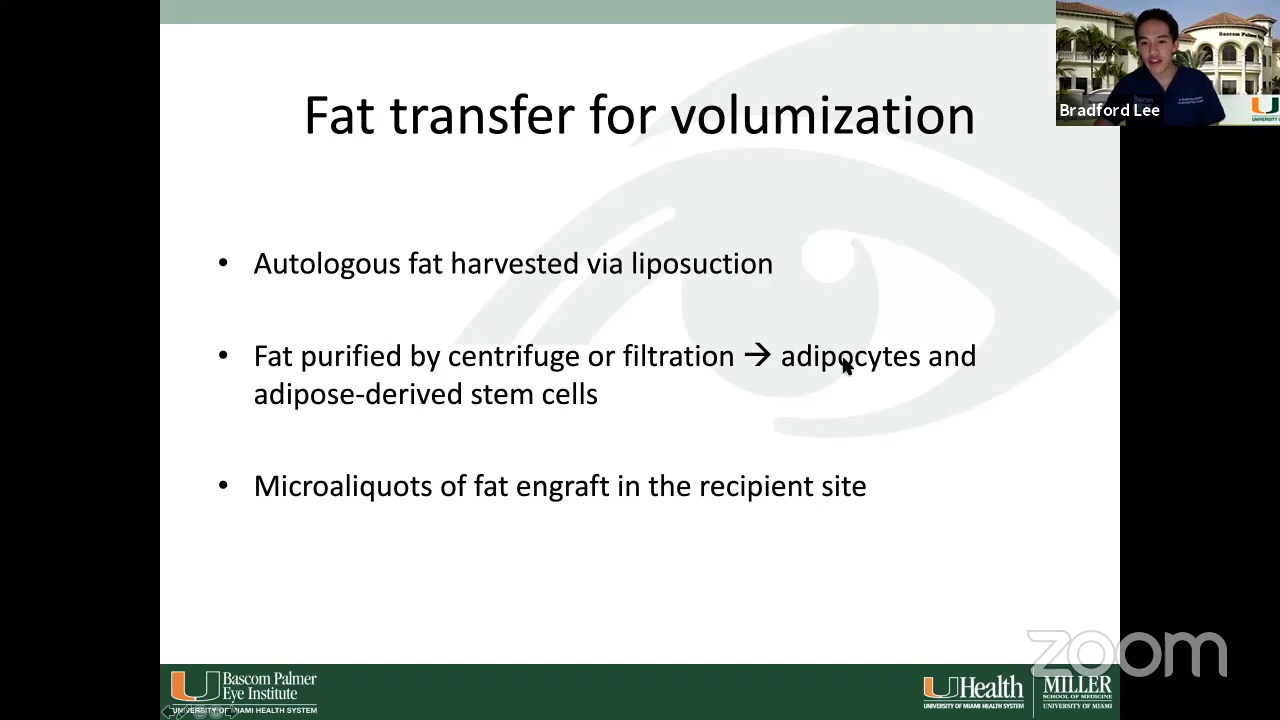 Fat transfer for volumization
Bascom Palmer
Bradford Lee
• Autologous fat harvested via liposuction
• Fat purified by centrifuge or filtration → adipocytes and
adipose-derived stem cells
• Microaliquots of fat engraft in the recipient site
zoom
Bascom Palmer
Eye Institute
UNIVERSITY OF MIAMI HEALTH SYSTEM
UHealth
UNIVERSITY OF MIAMI HEALTH SYSTEM
MILLER
SCHOOL OF MEDICINE
UNIVERSITY OF MIAMI